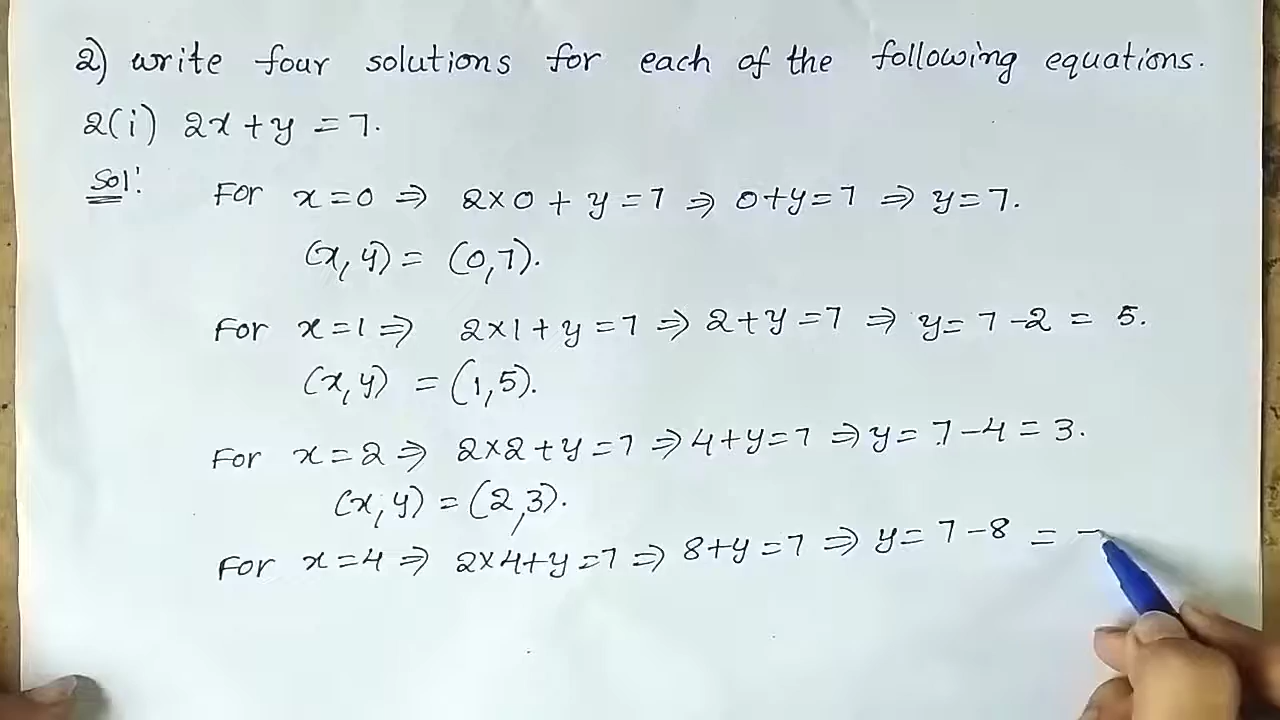 2) write four solutions for each of the following equations.
2(i) 2x + y = 7.
Sol: For x = 0 ⇒ 2×0 + y = 7 ⇒ 0+y=7 ⇒ y=7.
(x, y) = (0,7).
For x=1 ⇒ 2×1 + y = 7 ⇒ 2+y=7 ⇒ y= 7-2 = 5.
(x, y) = (1,5).
For x=2 ⇒ 2×2+y=7 ⇒ 4+y=7 ⇒ y= 7-4 = 3.
(x, y) = (2,3).
For x=4 ⇒ 2×4+y=7 ⇒ 8+y=7 ⇒ y= 7-8 = -